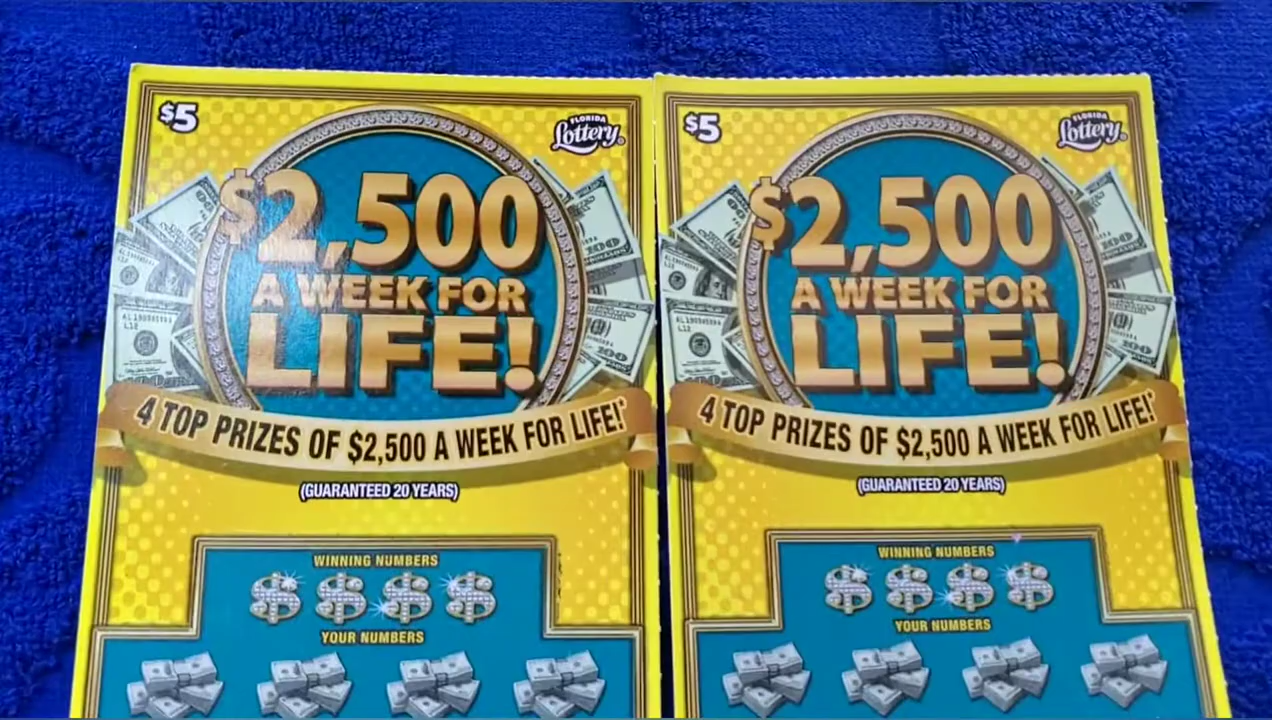 $5
FLORIDA
Lottery
$2,500
A WEEK FOR
LIFE!
4 TOP PRIZES OF $2,500 A WEEK FOR LIFE!*
(GUARANTEED 20 YEARS)
WINNING NUMBERS
$ $ $ $
YOUR NUMBERS
$5
FLORIDA
Lottery
$2,500
A WEEK FOR
LIFE!
4 TOP PRIZES OF $2,500 A WEEK FOR LIFE!*
(GUARANTEED 20 YEARS)
WINNING NUMBERS
$ $ $ $
YOUR NUMBERS